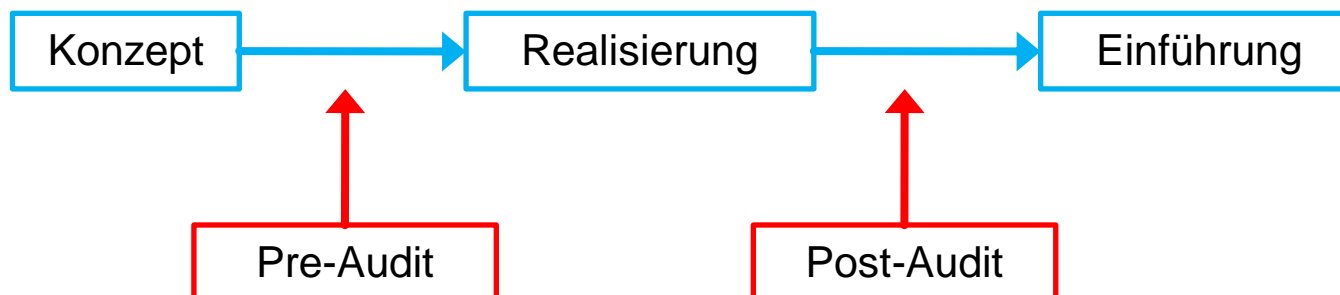 Konzept
Realisierung
Einführung
Pre-Audit
Post-Audit